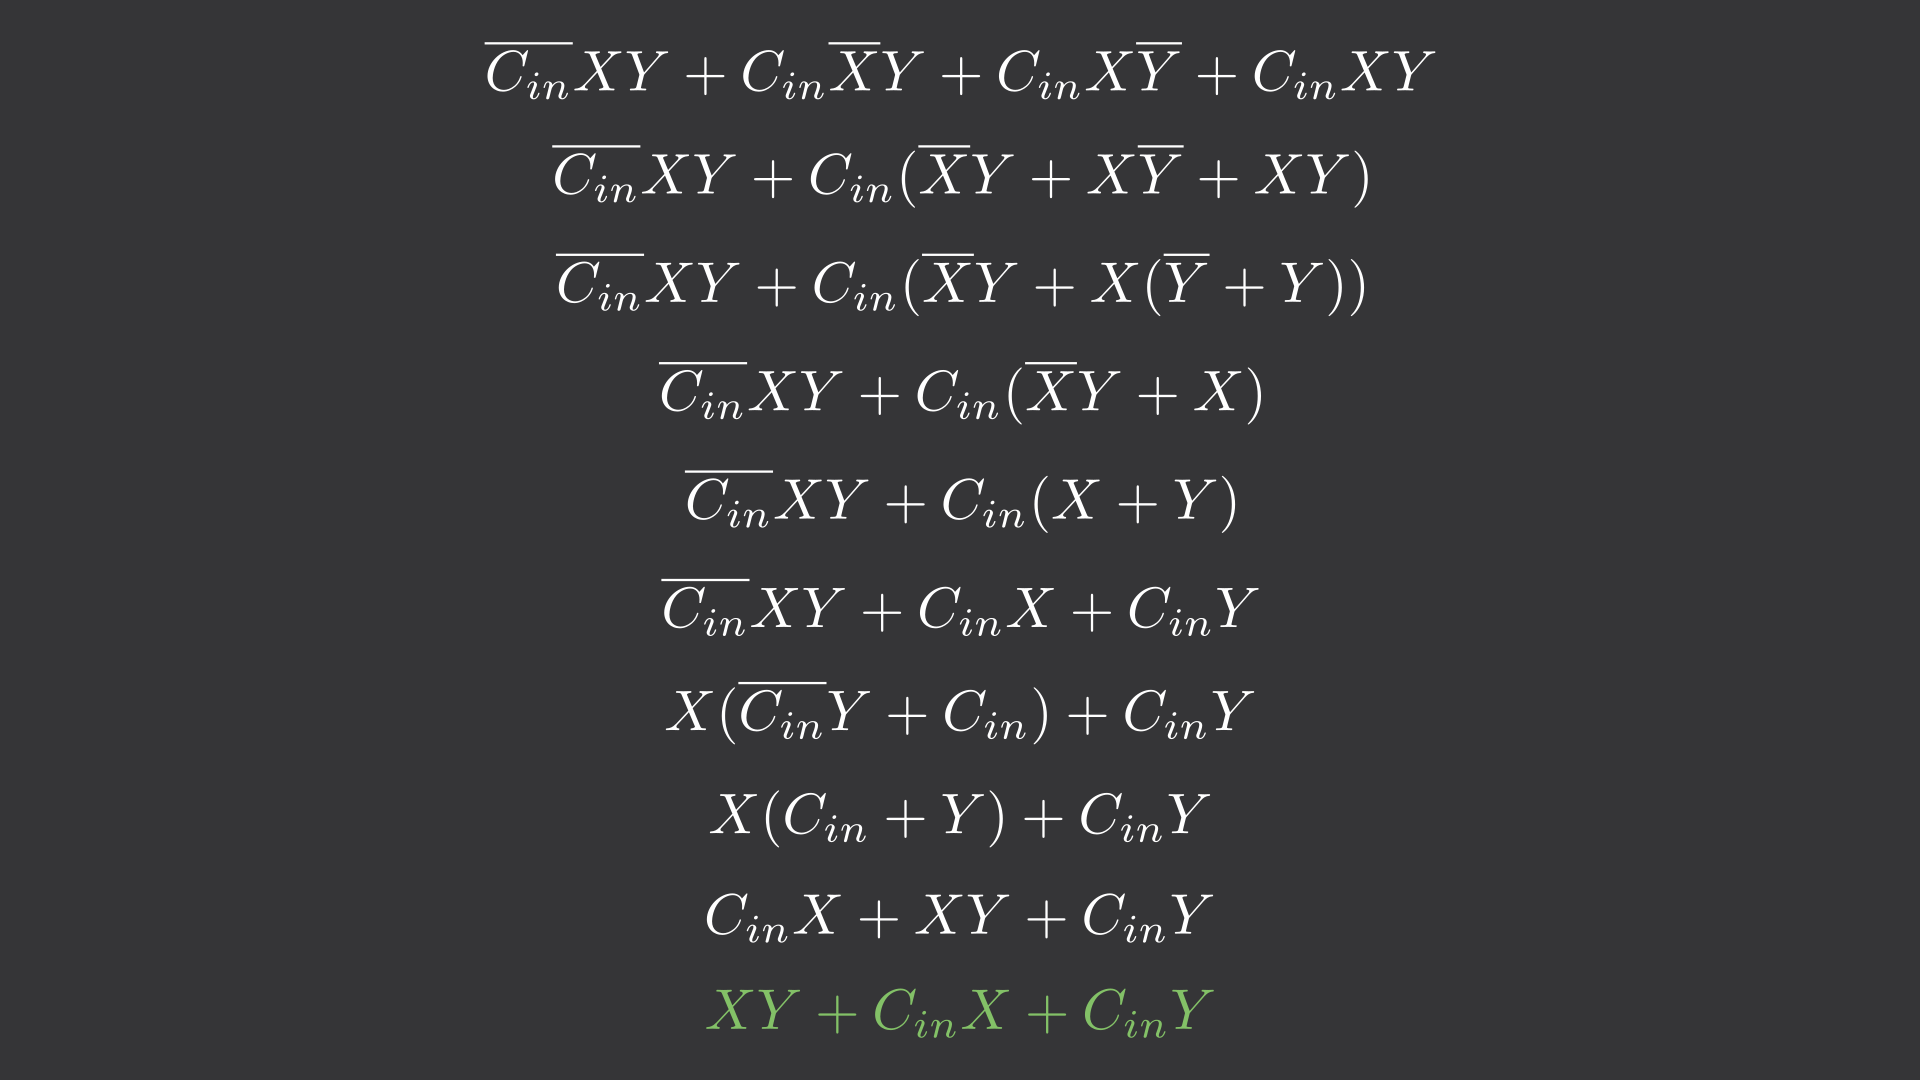 $\overline{C_{in}}XY + C_{in}\overline{X}Y + C_{in}X\overline{Y} + C_{in}XY$
$\overline{C_{in}}XY + C_{in}(\overline{X}Y + X\overline{Y} + XY)$
$\overline{C_{in}}XY + C_{in}(\overline{X}Y + X(\overline{Y} + Y))$
$\overline{C_{in}}XY + C_{in}(\overline{X}Y + X)$
$\overline{C_{in}}XY + C_{in}(X + Y)$
$\overline{C_{in}}XY + C_{in}X + C_{in}Y$
$X(\overline{C_{in}}Y + C_{in}) + C_{in}Y$
$X(C_{in} + Y) + C_{in}Y$
$C_{in}X + XY + C_{in}Y$
$XY + C_{in}X + C_{in}Y$